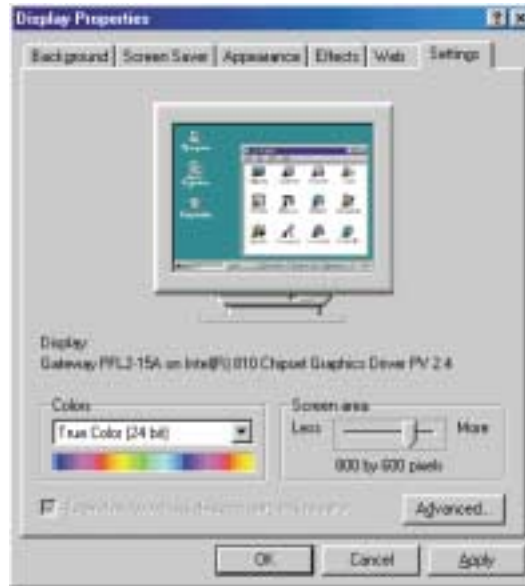 Display Properties
Background Screen Saver Appearance Effects Web Settings
Display:
Gateway PFL2-15A on Intel(R) 810 Chipset Graphics Driver PV 2.4
Colors Screen area
True Color (24 bit) Less More
800 by 600 pixels
Advanced...
OK Cancel Apply